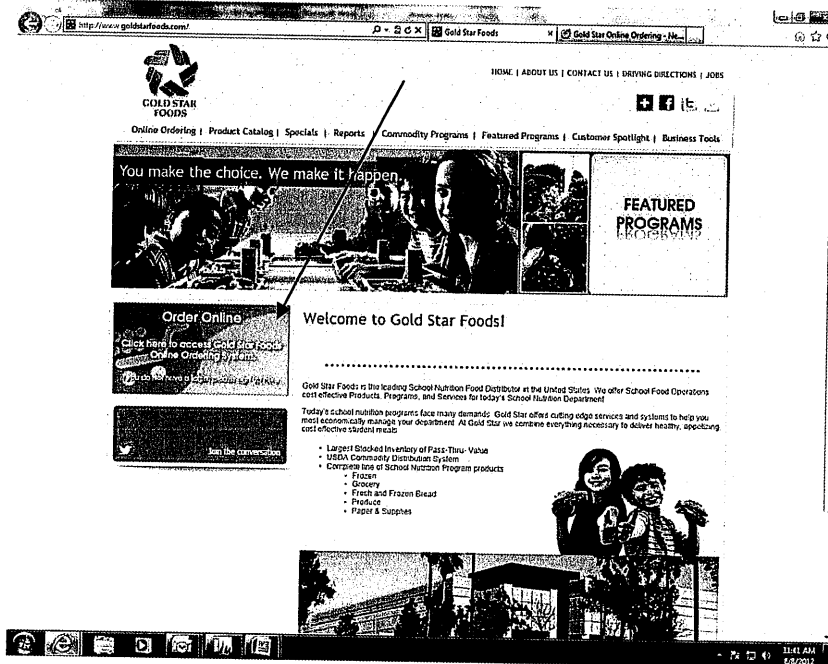 http://www.goldstarfoods.com/
Gold Star Foods
Gold Star Online Ordering - Ne...
HOME | ABOUT US | CONTACT US | DRIVING DIRECTIONS | JOBS
GOLD STAR
FOODS
Online Ordering | Product Catalog | Specials | Reports | Commodity Programs | Featured Programs | Customer Spotlight | Business Tools
You make the choice. We make it happen.
FEATURED
PROGRAMS
Order Online
Click here to access Gold Star Foods
Online Ordering System.
Join the conversation
Welcome to Gold Star Foods!
Gold Star Foods is the leading School Nutrition Food Distributor in the United States. We offer School Food Operations
cost effective Products, Programs, and Services for today's School Nutrition Department
Today's school nutrition programs face many demands. Gold Star offers cutting edge services and systems to help you
most economically manage your department. At Gold Star we combine everything necessary to deliver healthy, appetizing
cost effective student meals
• Largest Stocked Inventory of Pass-Thru- Value
• USDA Commodity Distribution System
• Complete line of School Nutrition Program products
• Frozen
• Grocery
• Fresh and Frozen Bread
• Produce
• Paper & Supplies
11:41 AM
8/8/2012